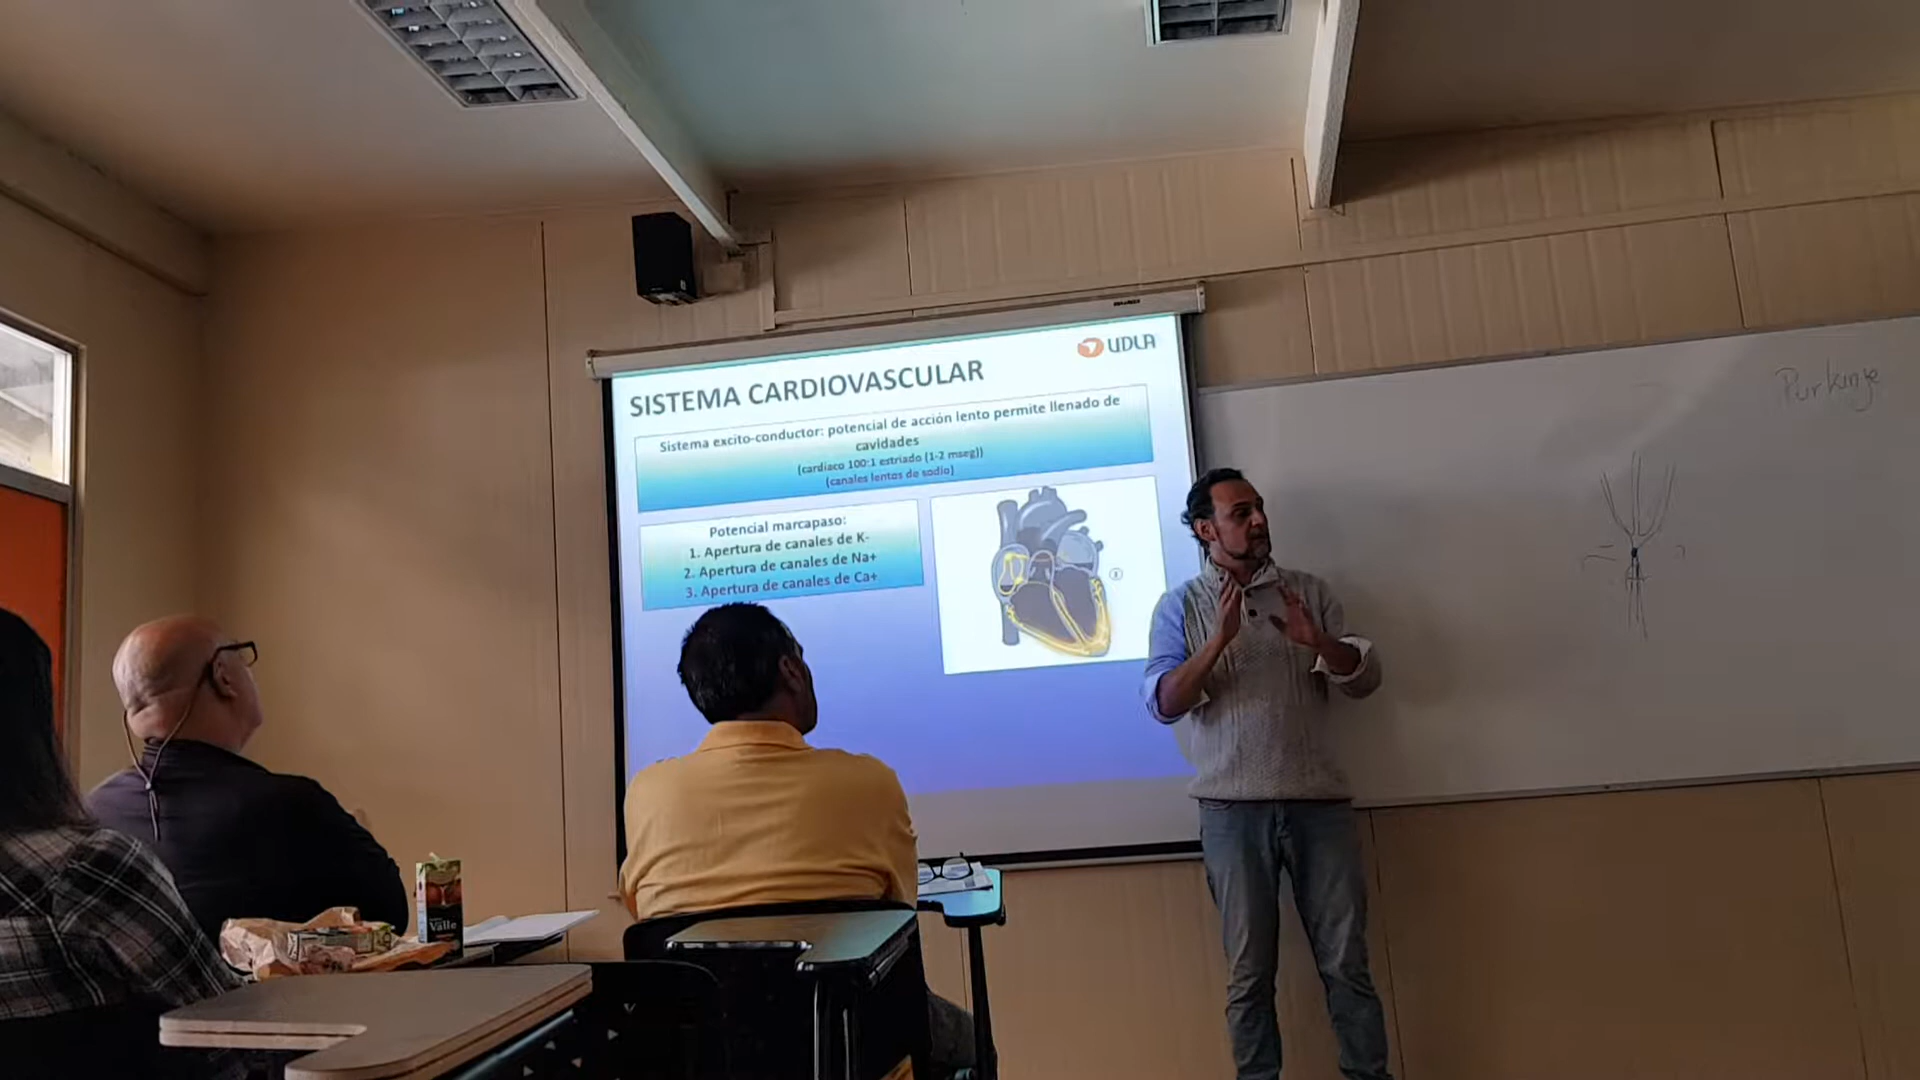 UDLA
SISTEMA CARDIOVASCULAR
Sistema excito-conductor: potencial de acción lento permite llenado de
cavidades
(cardíaco 100:1 estriado (1-2 mseg))
(canales lentos de sodio)
Potencial marcapaso:
1. Apertura de canales de K-
2. Apertura de canales de Na+
3. Apertura de canales de Ca+
Purkinje
Valle